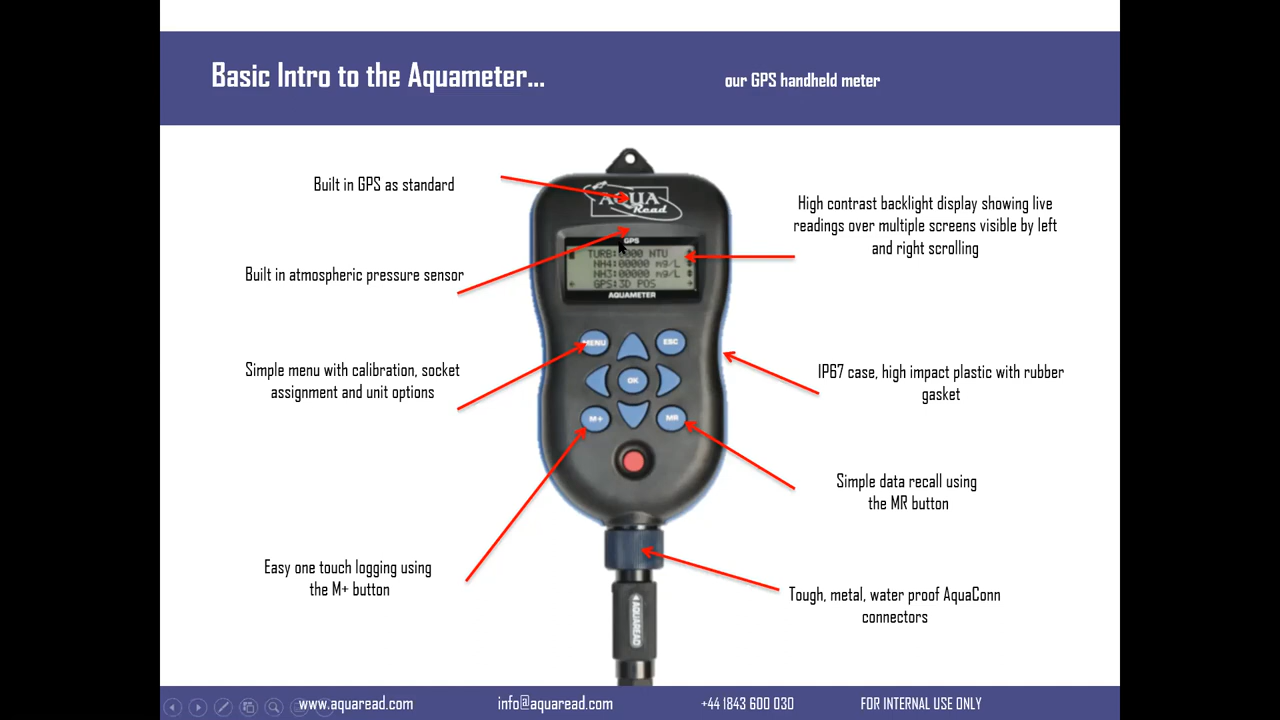 Basic Intro to the Aquameter...
our GPS handheld meter
Built in GPS as standard
Built in atmospheric pressure sensor
Simple menu with calibration, socket
assignment and unit options
Easy one touch logging using
the M+ button
AQUA
Read
GPS
TURB:0000 NTU
NH4:00000 mg/L
NH3:00000 mg/L
GPS:3D POS
AQUAMETER
MENU
ESC
OK
M+
MR
AQUAREAD
High contrast backlight display showing live
readings over multiple screens visible by left
and right scrolling
IP67 case, high impact plastic with rubber
gasket
Simple data recall using
the MR button
Tough, metal, water proof AquaConn
connectors
www.aquaread.com
info@aquaread.com
+44 1843 600 030
FOR INTERNAL USE ONLY